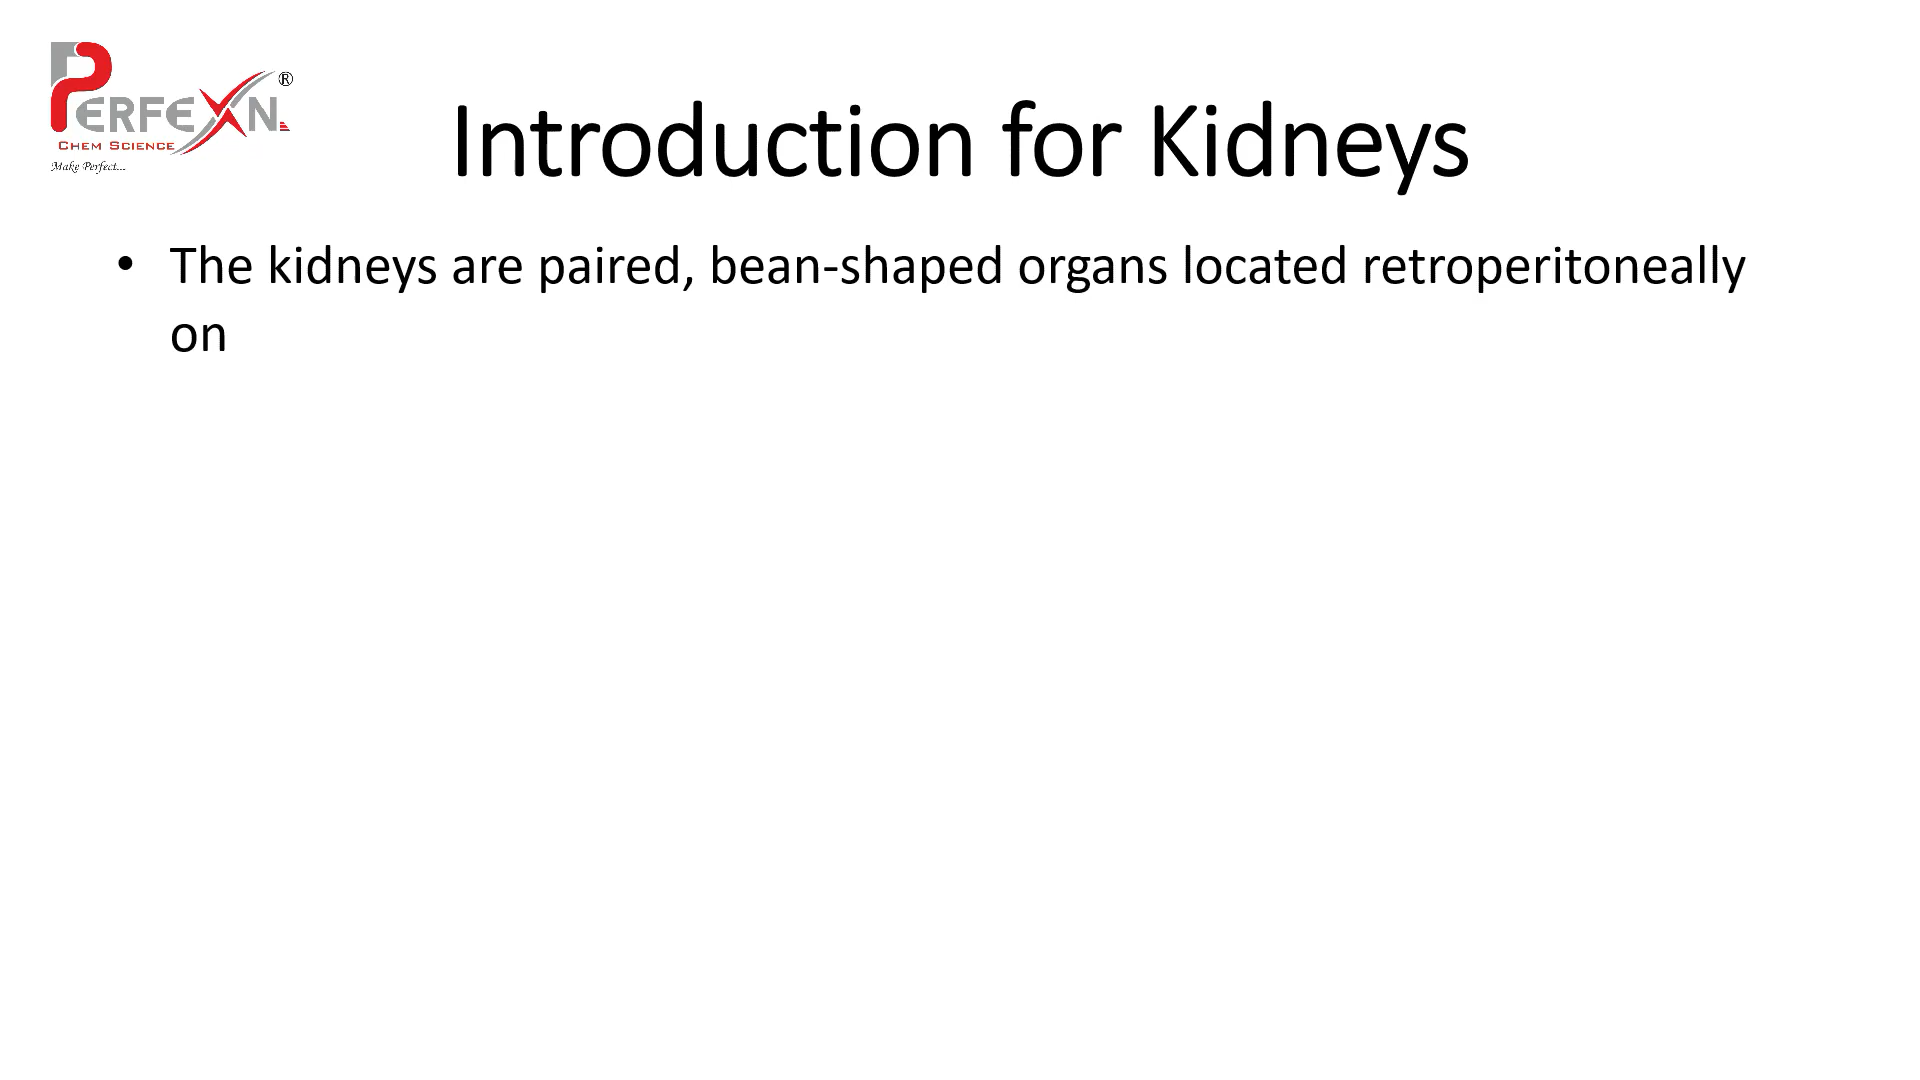 PERFEXN ®
CHEM SCIENCE
Make Perfect...
Introduction for Kidneys
• The kidneys are paired, bean-shaped organs located retroperitoneally
on